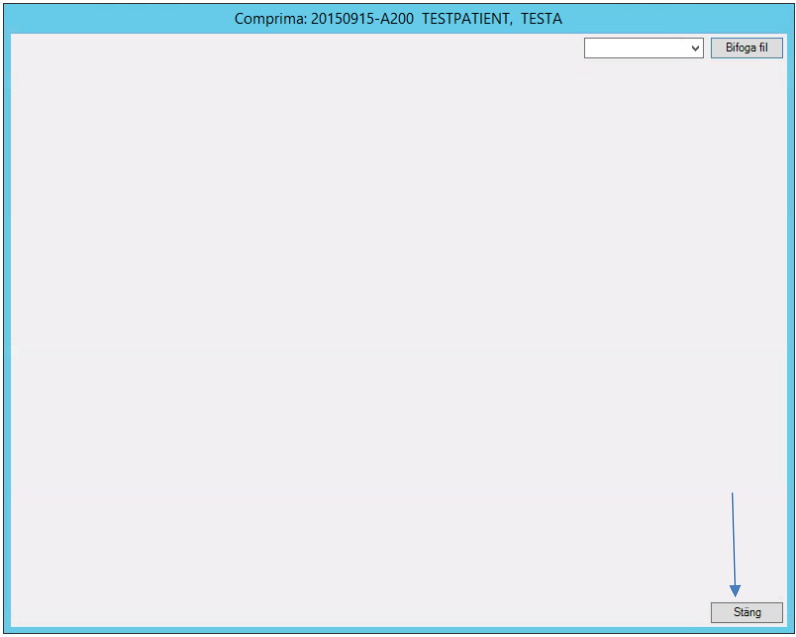 Comprima: 20150915-A200 TESTPATIENT, TESTA
Bifoga fil
Stäng